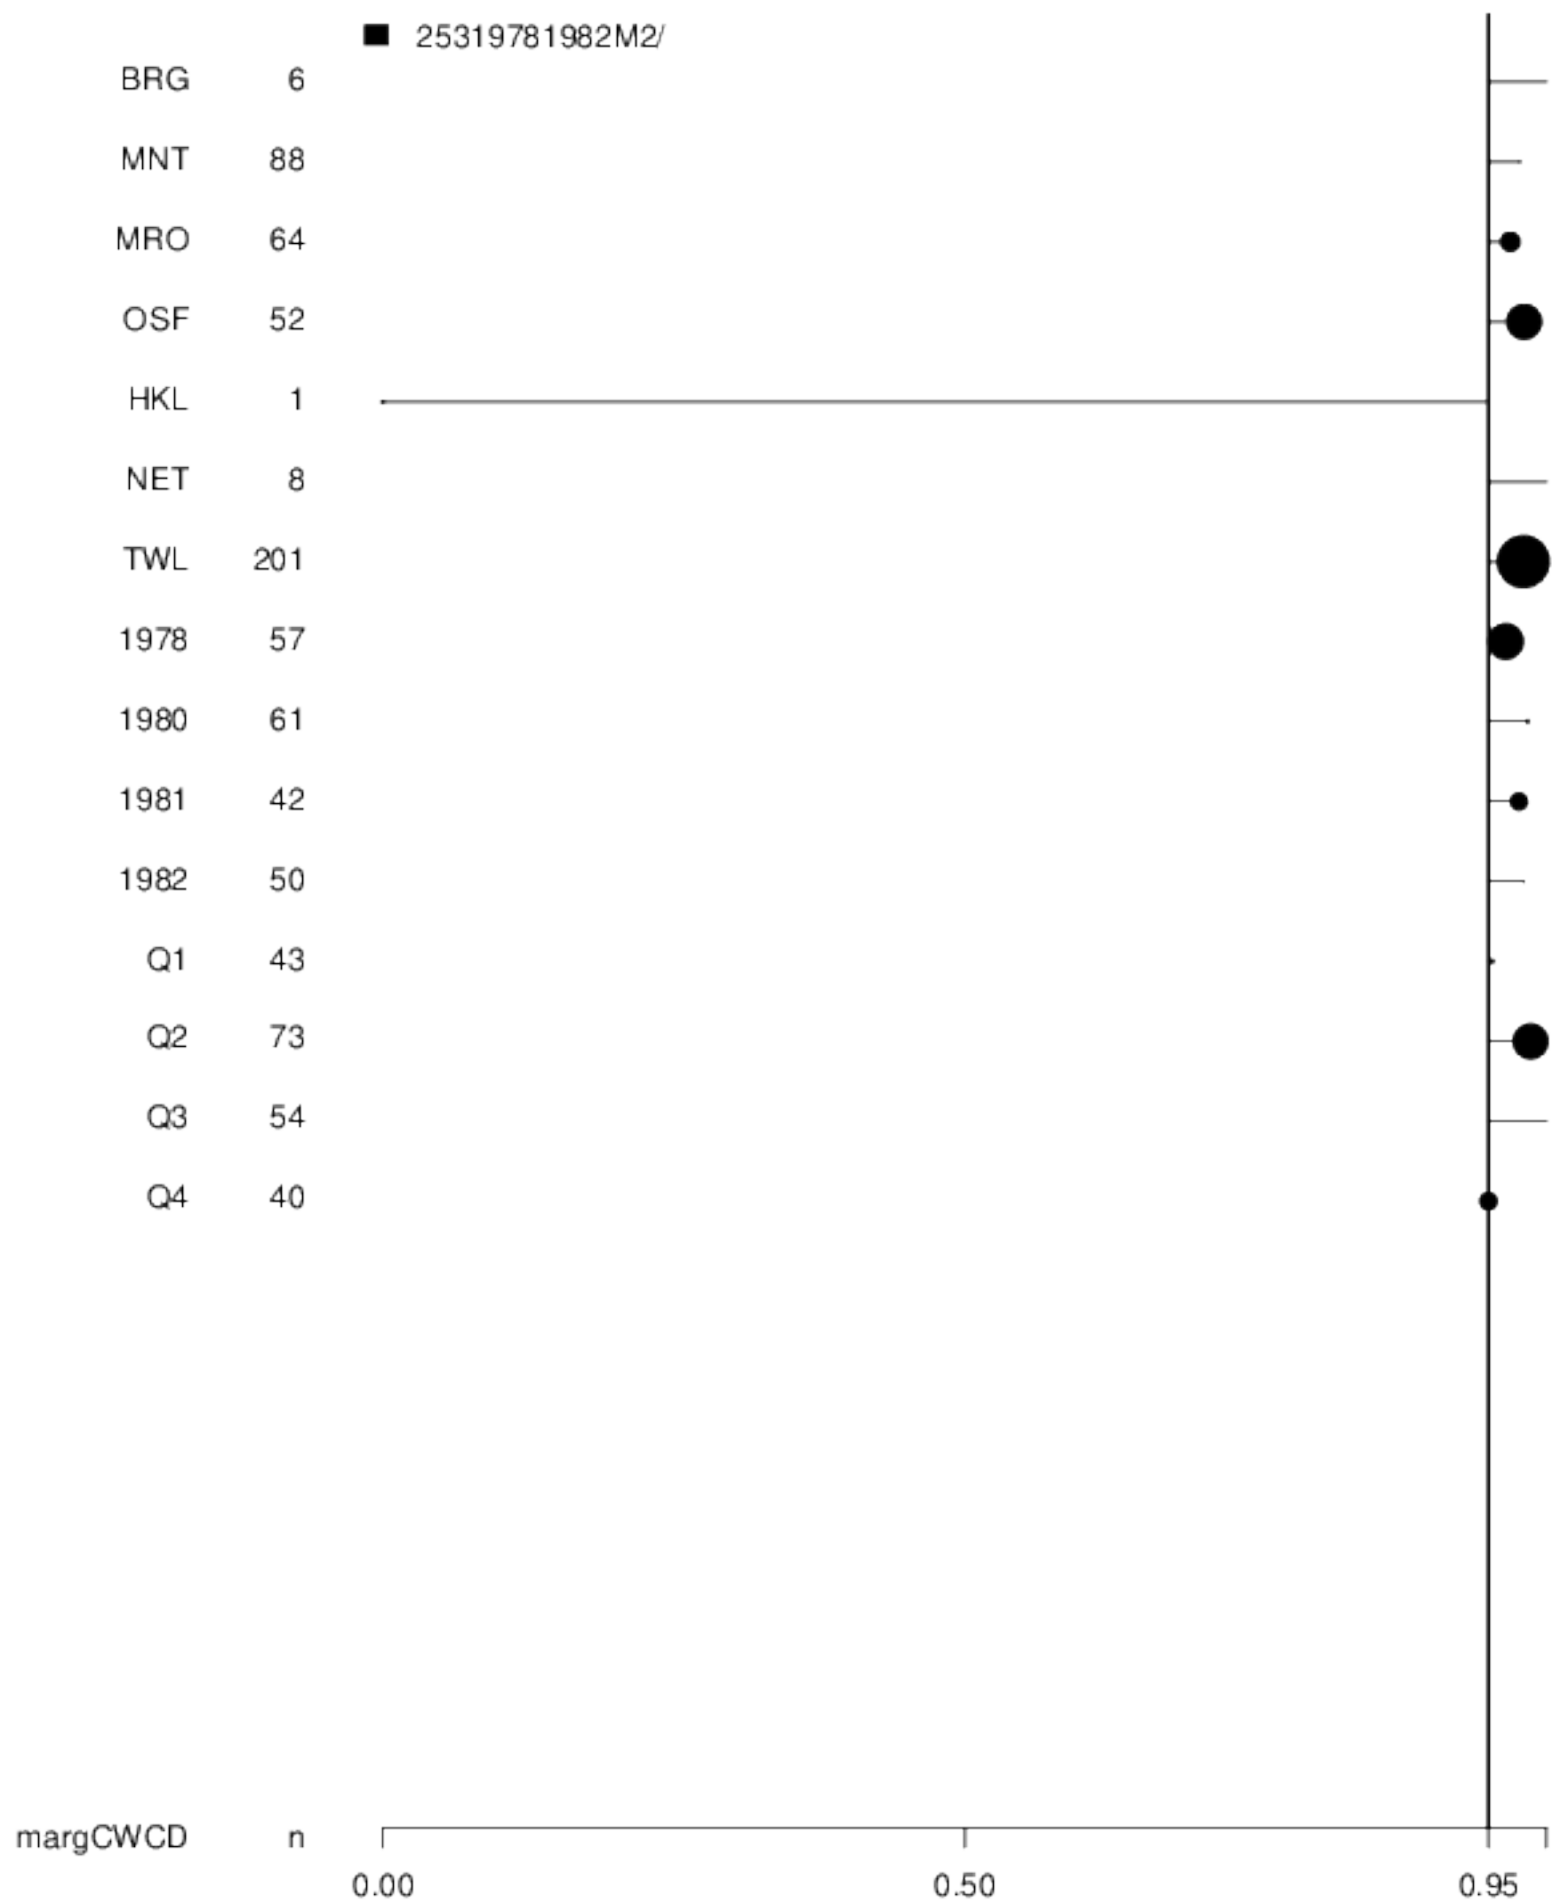 25319781982M2/
BRG 6
MNT 88
MRO 64
OSF 52
HKL 1
NET 8
TWL 201
1978 57
1980 61
1981 42
1982 50
Q1 43
Q2 73
Q3 54
Q4 40
margCWCD n
0.00 0.50 0.95